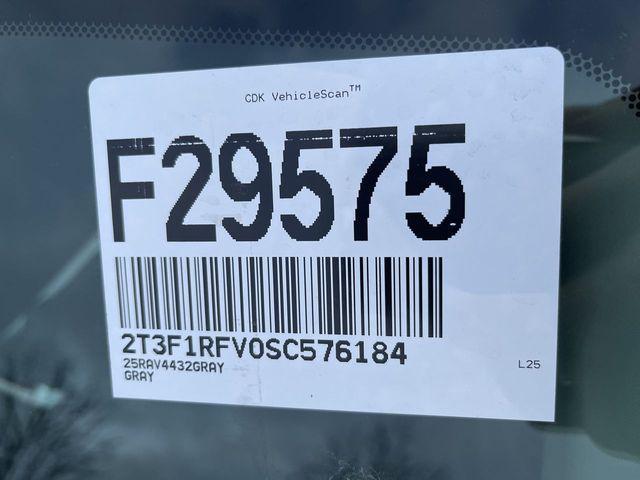 CDK VehicleScan™
F29575
2T3F1RFV0SC576184
25RAV4432GRAY
GRAY
L25